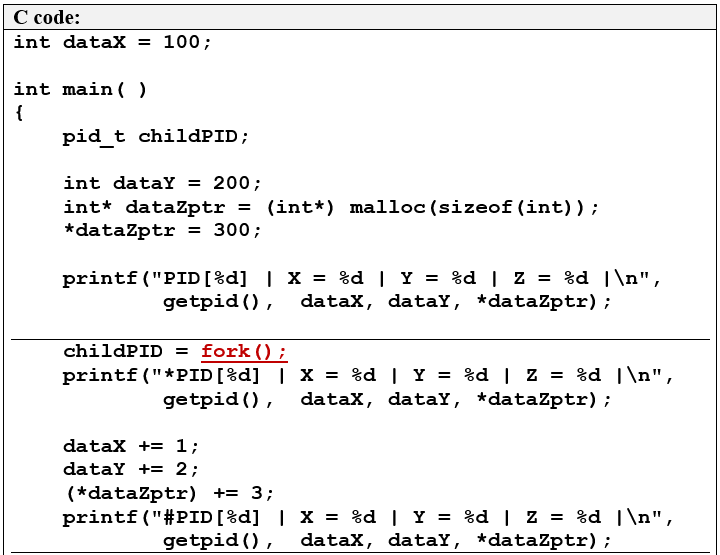 C code:
int dataX = 100;
int main( )
{
    pid_t childPID;
    int dataY = 200;
    int* dataZptr = (int*) malloc(sizeof(int));
    *dataZptr = 300;
    printf("PID[%d] | X = %d | Y = %d | Z = %d |\n",
            getpid(),  dataX, dataY, *dataZptr);
    childPID = fork();
    printf("*PID[%d] | X = %d | Y = %d | Z = %d |\n",
            getpid(),  dataX, dataY, *dataZptr);
    dataX += 1;
    dataY += 2;
    (*dataZptr) += 3;
    printf("#PID[%d] | X = %d | Y = %d | Z = %d |\n",
            getpid(),  dataX, dataY, *dataZptr);